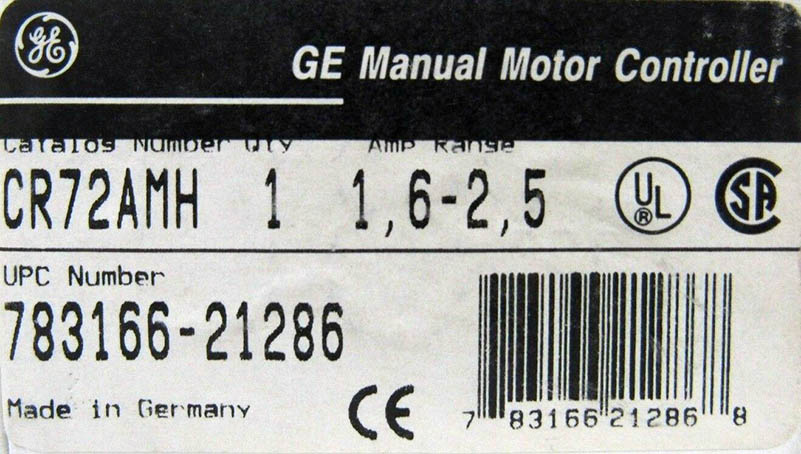 GE
GE Manual Motor Controller
Catalog Number Qty Amp Range
CR72AMH 1 1,6-2,5
UL ®
SA
UPC Number
783166-21286
Made in Germany
CE
7 83166 21286 8